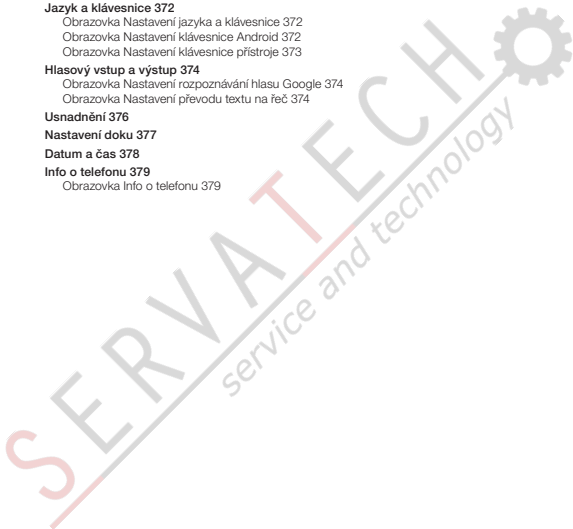 Jazyk a klávesnice 372
Obrazovka Nastavení jazyka a klávesnice 372
Obrazovka Nastavení klávesnice Android 372
Obrazovka Nastavení klávesnice přístroje 373
Hlasový vstup a výstup 374
Obrazovka Nastavení rozpoznávání hlasu Google 374
Obrazovka Nastavení převodu textu na řeč 374
Usnadnění 376
Nastavení doku 377
Datum a čas 378
Info o telefonu 379
Obrazovka Info o telefonu 379
SERVATECH
service and technology